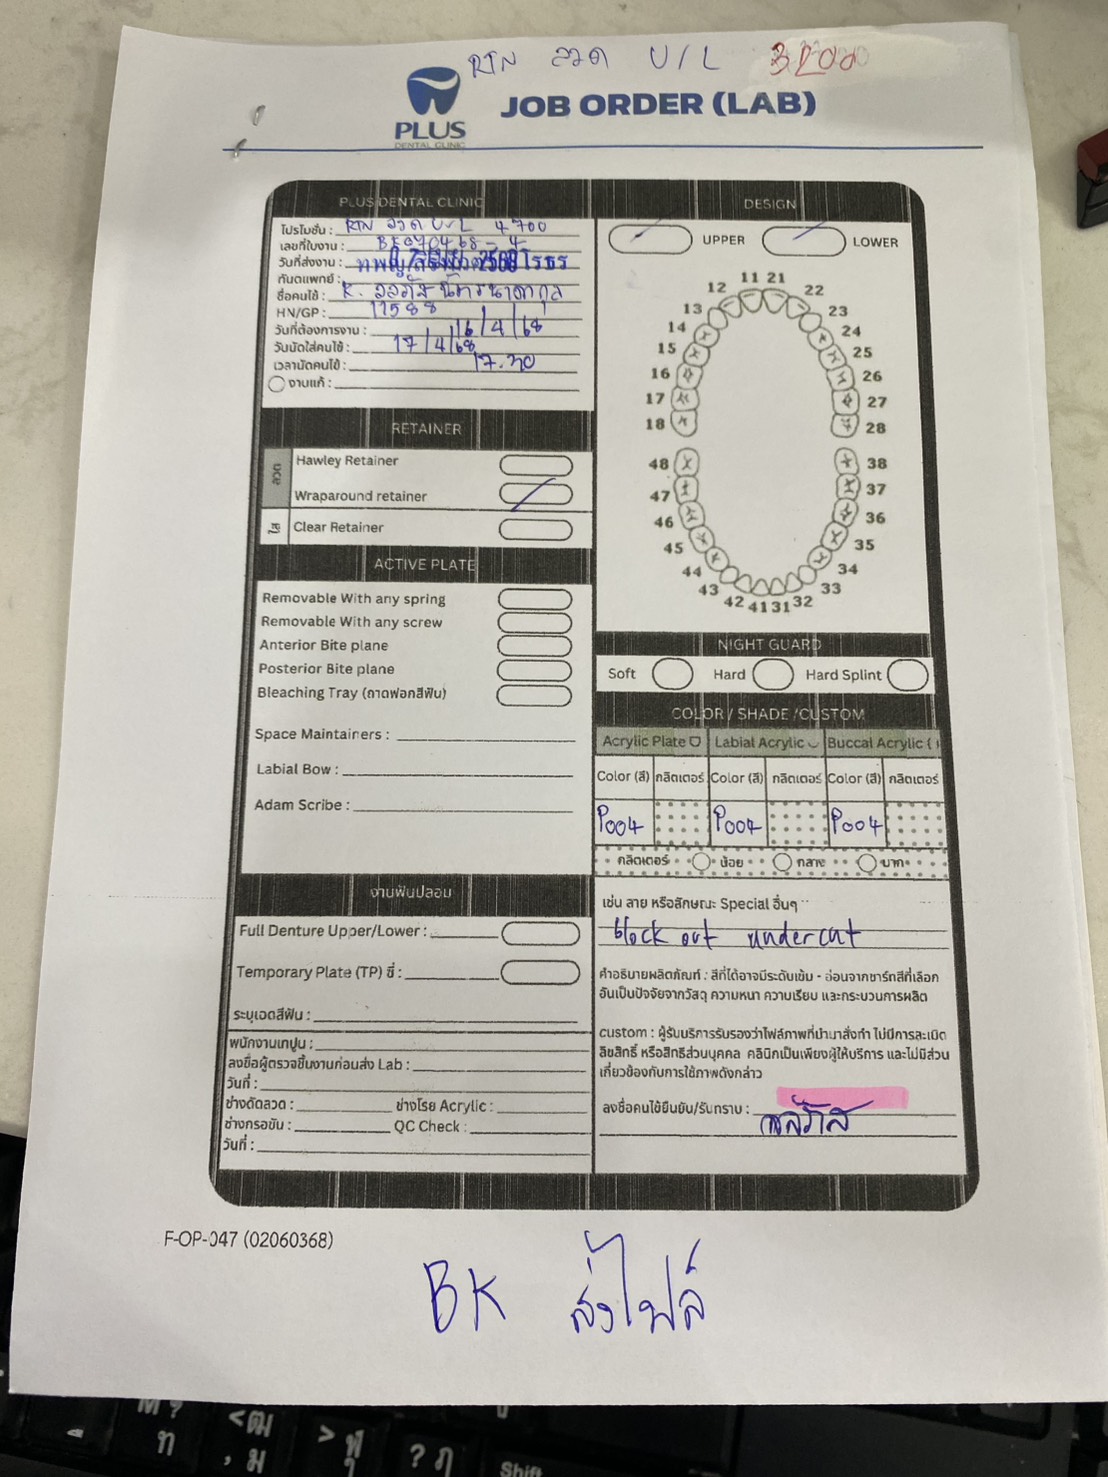 RTN ลวด U/L
PLUS
DENTAL CLINIC
JOB ORDER (LAB)
PLUS DENTAL CLINIC
โปรโมชั่น : RTN ลวด U/L 4700
เลขที่ใบงาน : BK070468-4
วันที่ส่งงาน :
ทันตแพทย์ :
ชื่อคนไข้ : K.
HN/GP : 11588
วันที่ต้องการงาน : 16/4/68
วันนัดใส่คนไข้ : 17/4/68
เวลานัดคนไข้ : 17.30
งานแก้ :
RETAINER
ลวด
Hawley Retainer
Wraparound retainer
ใส
Clear Retainer
ACTIVE PLATE
Removable With any spring
Removable With any screw
Anterior Bite plane
Posterior Bite plane
Bleaching Tray (ถาดฟอกสีฟัน)
Space Maintainers :
Labial Bow :
Adam Scribe :
งานฟันปลอม
Full Denture Upper/Lower :
Temporary Plate (TP) ซี่ :
ระบุเฉดสีฟัน :
พนักงานเทปูน :
ลงชื่อผู้ตรวจชิ้นงานก่อนส่ง Lab :
วันที่ :
ช่างดัดลวด : ช่างโรย Acrylic :
ช่างกรอขัน : QC Check :
วันที่ :
DESIGN
UPPER LOWER
11 21
12 22
13 23
14 24
15 25
16 26
17 27
18 28
48 38
47 37
46 36
45 35
44 34
43 33
42 41 31 32
NIGHT GUARD
Soft Hard Hard Splint
COLOR / SHADE /CUSTOM
Acrylic Plate Labial Acrylic Buccal Acrylic
Color (สี) กลิตเตอร์ Color (สี) กลิตเตอร์ Color (สี) กลิตเตอร์
P004 P004 P004
กลิตเตอร์ น้อย กลาง มาก
เช่น ลาย หรือลักษณะ Special อื่นๆ
block out undercut
คำอธิบายผลิตภัณฑ์ : สีที่ได้อาจมีระดับเข้ม - อ่อนจากชาร์ทสีที่เลือก
อันเป็นปัจจัยจากวัสดุ ความหนา ความเรียบ และกระบวนการผลิต
custom : ผู้รับบริการรับรองว่าไฟล์ภาพที่นำมาสั่งทำ ไม่มีการละเมิด
ลิขสิทธิ์ หรือสิทธิส่วนบุคคล คลินิกเป็นเพียงผู้ให้บริการ และไม่มีส่วน
เกี่ยวข้องกับการใช้ภาพดังกล่าว
ลงชื่อคนไข้ยืนยัน/รับทราบ :
F-OP-047 (02060368)
BK ส่งไฟล์